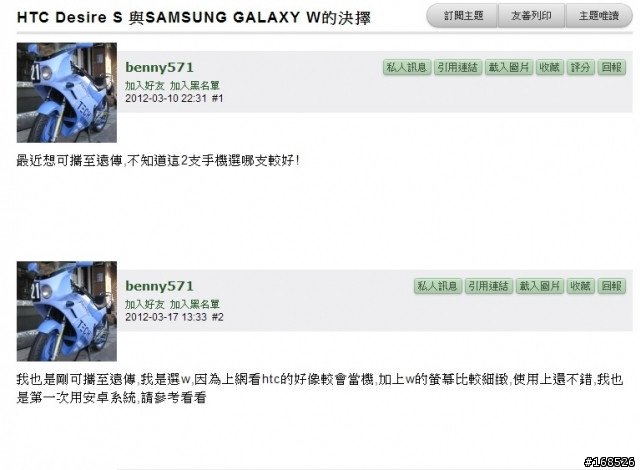 HTC Desire S 與SAMSUNG GALAXY W的決擇
訂閱主題 友善列印 主題唯讀
benny571
私人訊息 引用連結 載入圖片 收藏 評分 回報
加入好友 加入黑名單
2012-03-10 22:31 #1
最近想可攜至遠傳,不知道這2支手機選哪支較好!
benny571
私人訊息 引用連結 載入圖片 收藏 回報
加入好友 加入黑名單
2012-03-17 13:33 #2
我也是剛可攜至遠傳,我是選w,因為上網看htc的好像較會當機,加上w的螢幕比較細緻,使用上還不錯,我也
是第一次用安卓系統,請參考看看
#168526